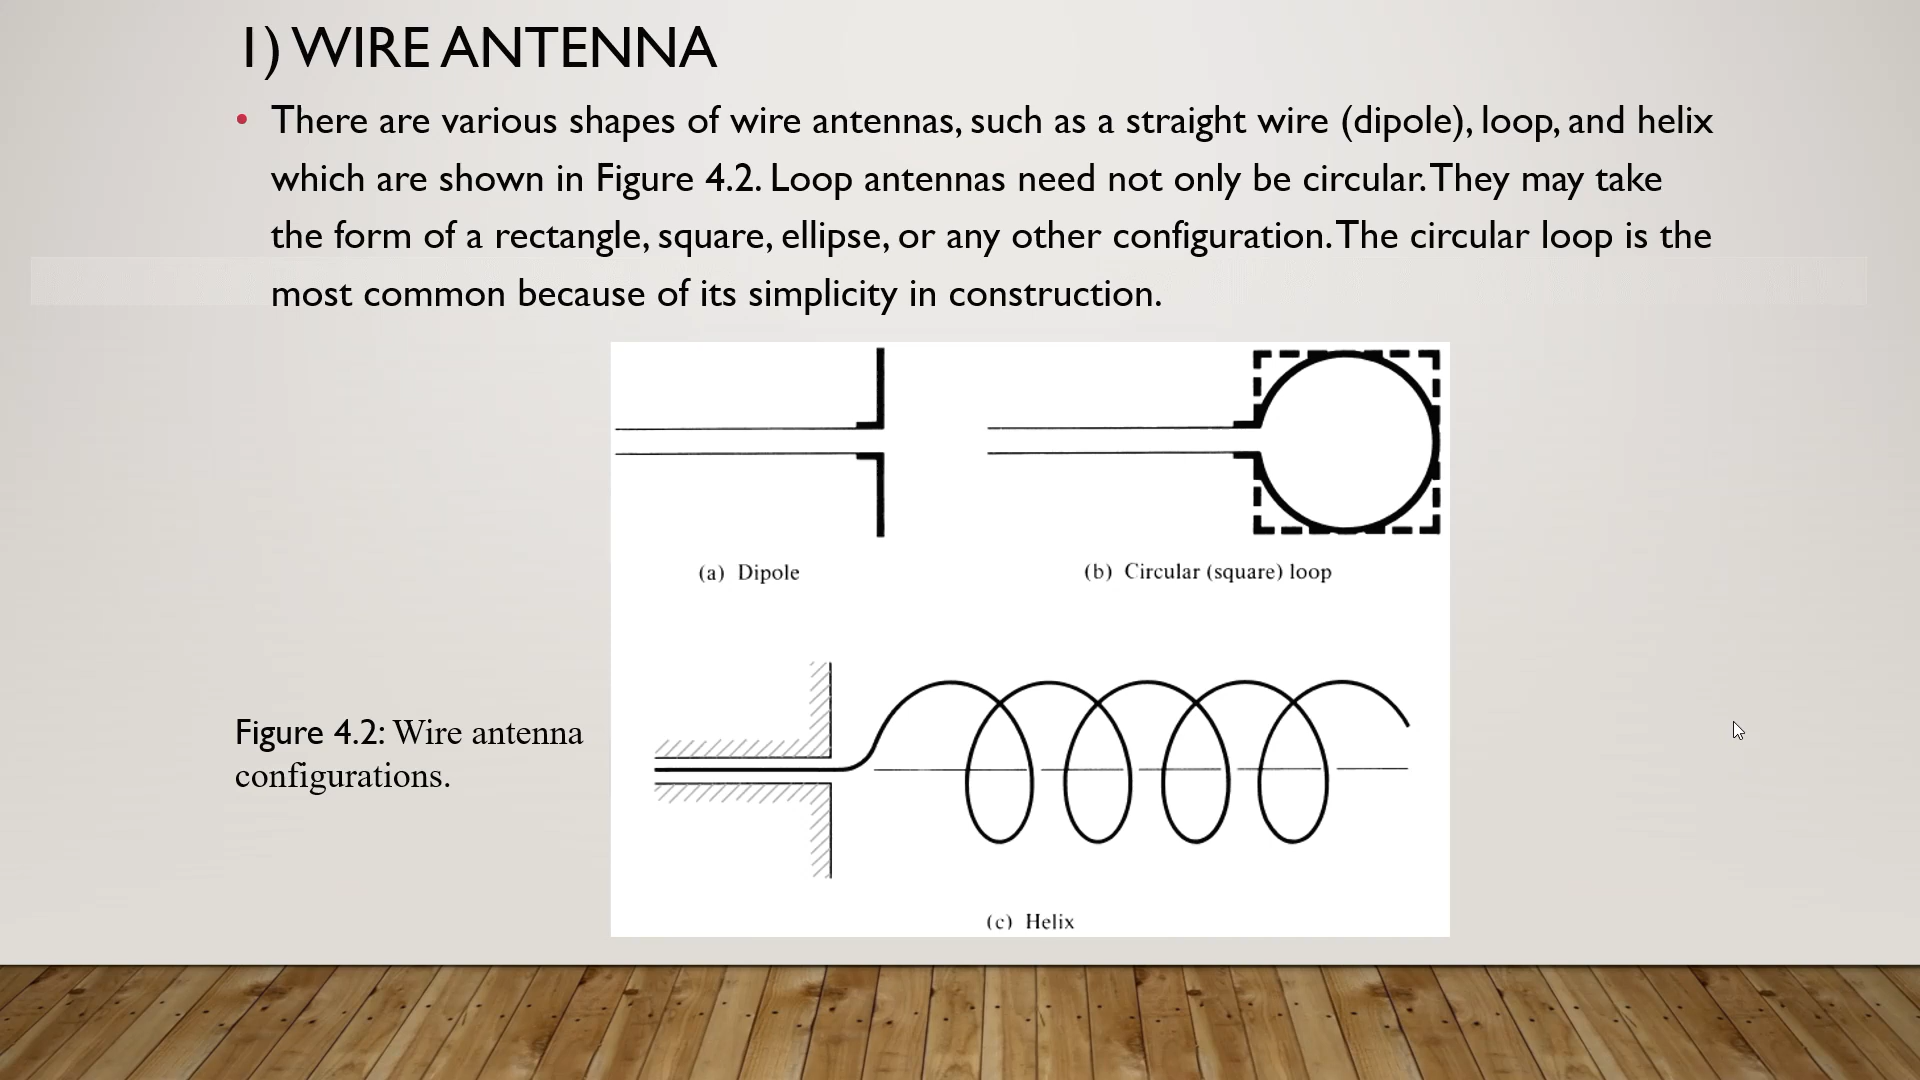 1) WIRE ANTENNA
• There are various shapes of wire antennas, such as a straight wire (dipole), loop, and helix
which are shown in Figure 4.2. Loop antennas need not only be circular. They may take
the form of a rectangle, square, ellipse, or any other configuration. The circular loop is the
most common because of its simplicity in construction.
(a) Dipole
(b) Circular (square) loop
Figure 4.2: Wire antenna
configurations.
(c) Helix